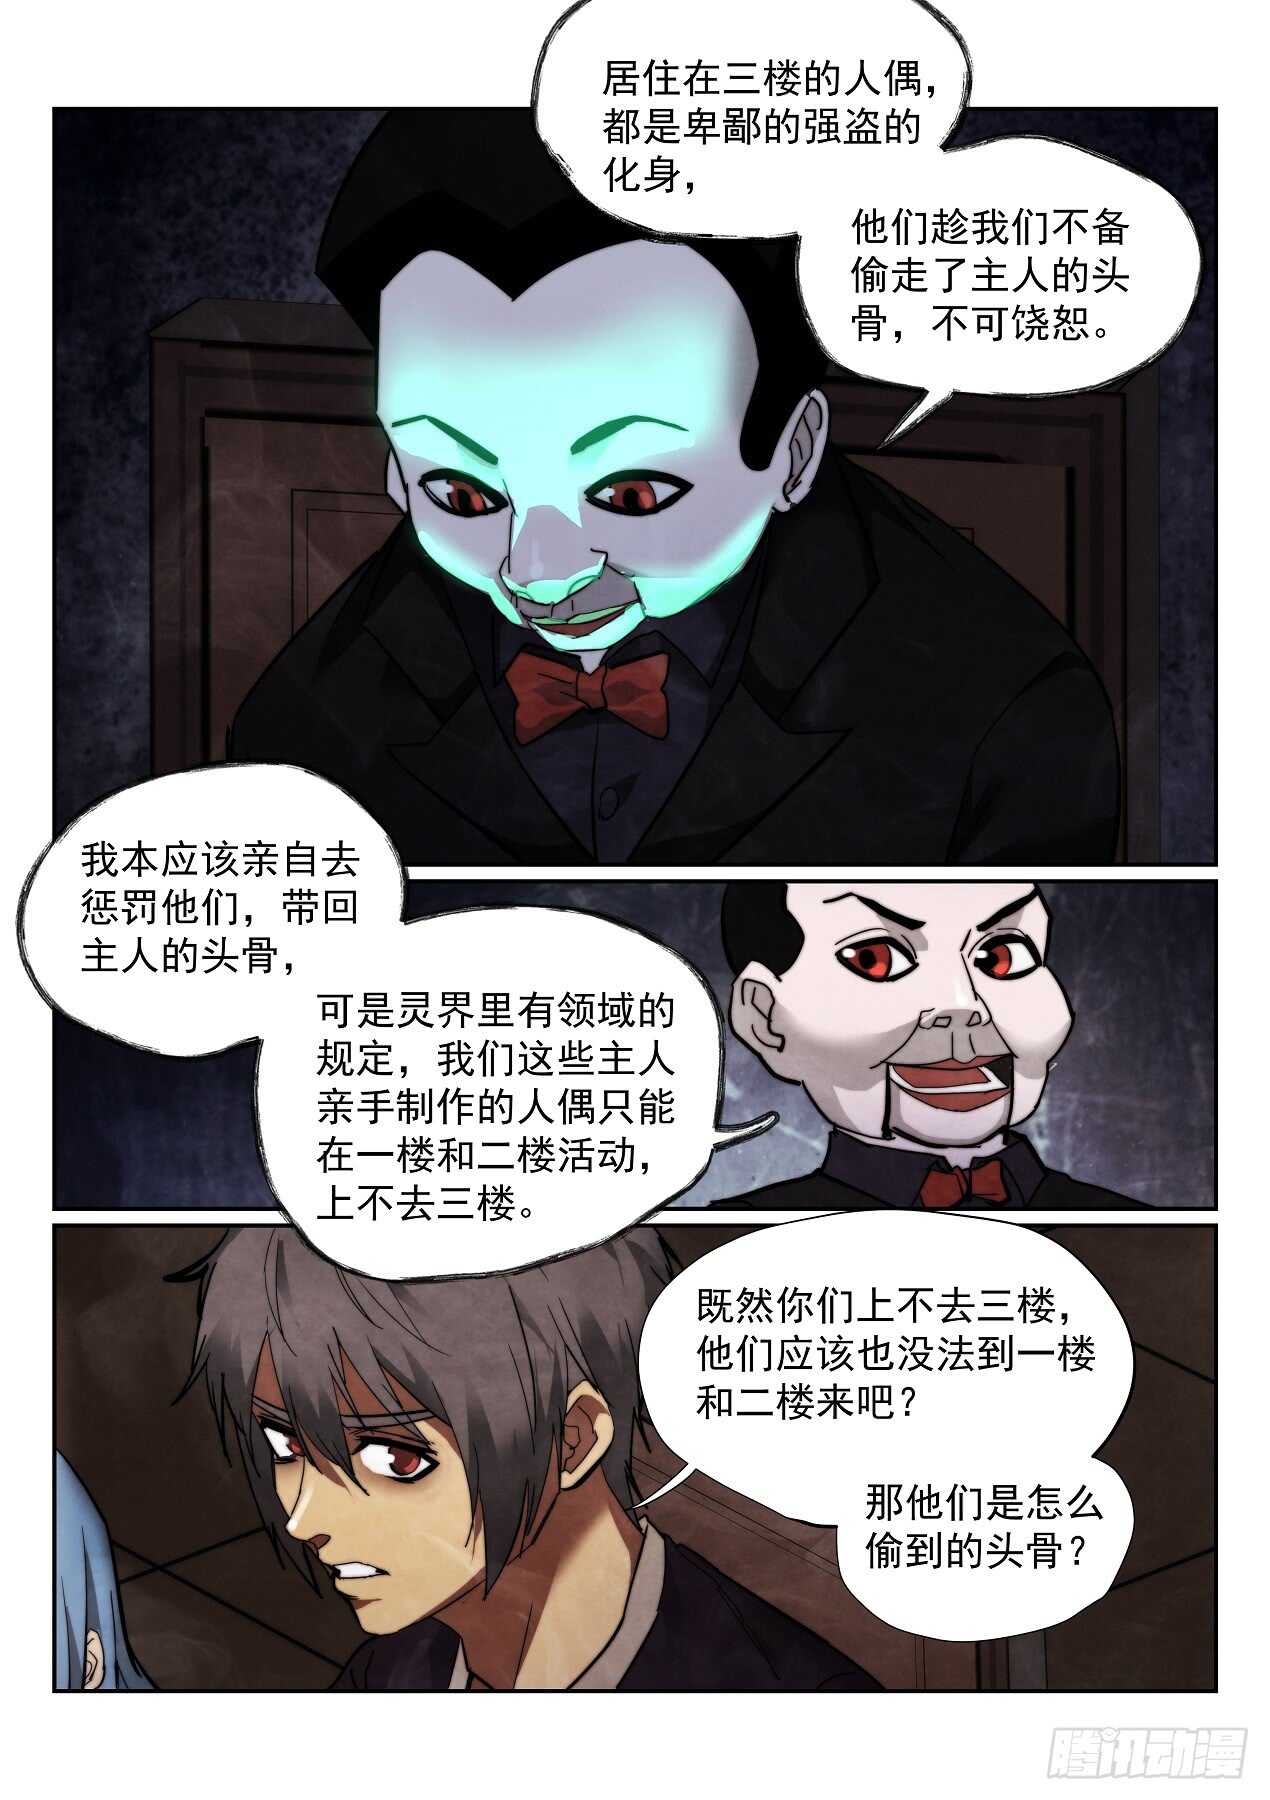 居住在三楼的人偶，
都是卑鄙的强盗的
化身，
他们趁我们不备
偷走了主人的头
骨，不可饶恕。
我本应该亲自去
惩罚他们，带回
主人的头骨，
可是灵界里有领域的
规定，我们这些主人
亲手制作的人偶只能
在一楼和二楼活动，
上不去三楼。
既然你们上不去三楼，
他们应该也没法到一楼
和二楼来吧？
那他们是怎么
偷到的头骨？
腾讯动漫